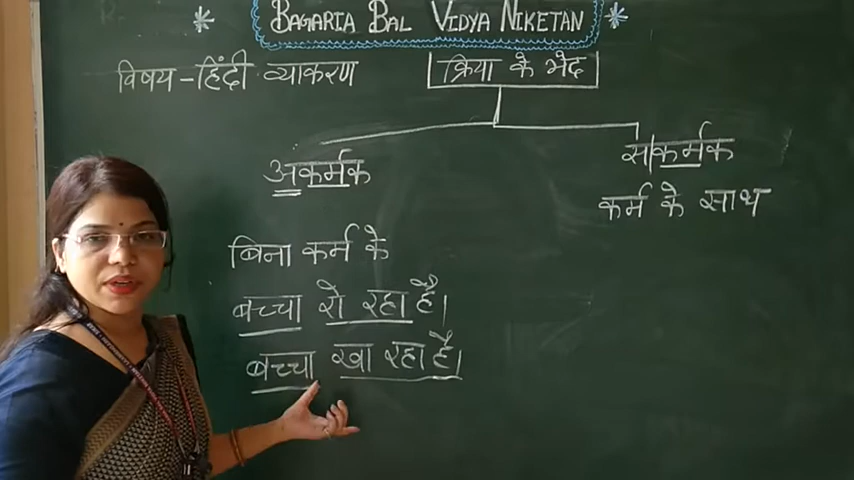 BAGARIA BAL VIDYA NIKETAN
विषय-हिंदी व्याकरण
क्रिया के भेद
अकर्मक
सकर्मक
कर्म के साथ
बिना कर्म के
बच्चा रो रहा है।
बच्चा खा रहा है।